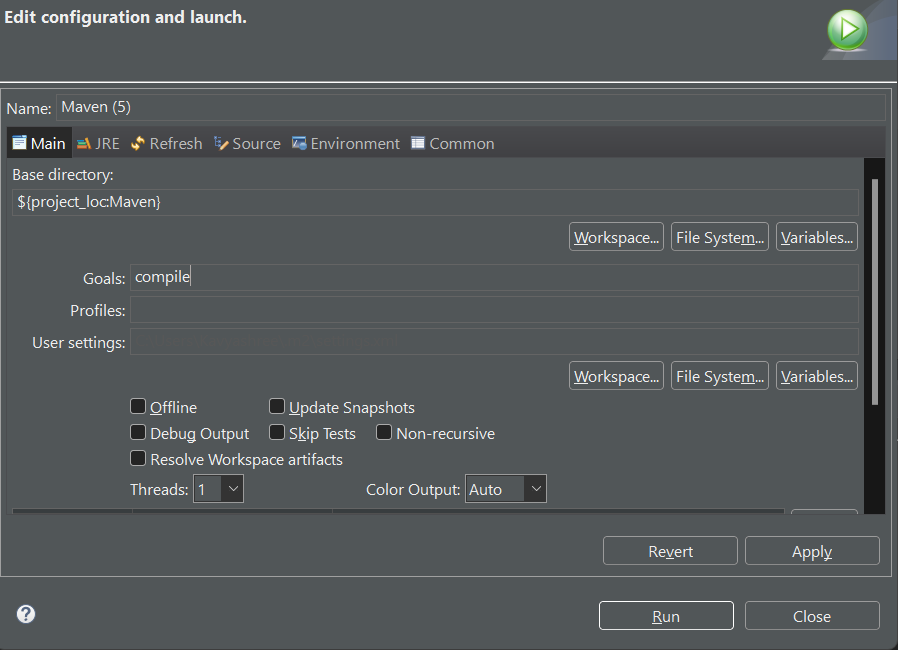 Edit configuration and launch.
Name: Maven (5)
Main JRE Refresh Source Environment Common
Base directory:
${project_loc:Maven}
Workspace... File System... Variables...
Goals: compile
Profiles:
User settings:
Workspace... File System... Variables...
Offline Update Snapshots
Debug Output Skip Tests Non-recursive
Resolve Workspace artifacts
Threads: 1 Color Output: Auto
Revert Apply
? Run Close